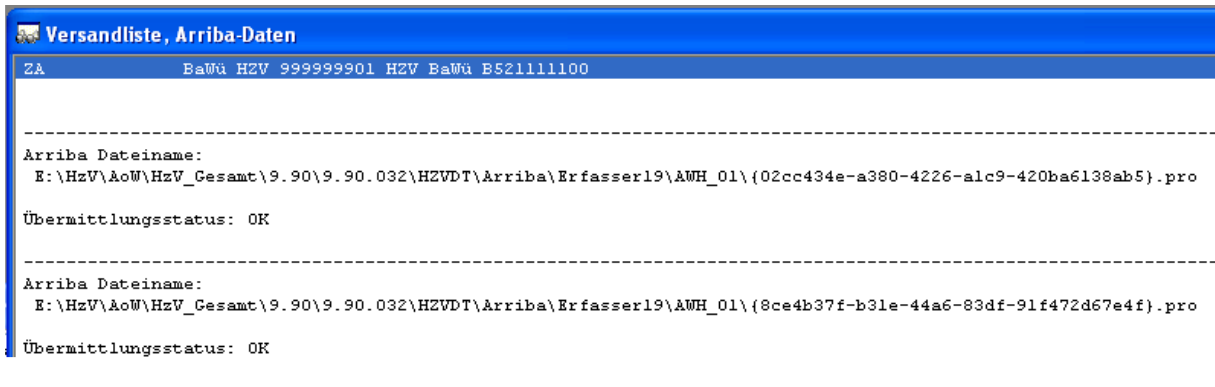 Versandliste, Arriba-Daten
ZA BaWü HZV 999999901 HZV BaWü B521111100
--------------------------------------------------------------------------------------------------------------
Arriba Dateiname:
E:\HzV\AoW\HzV_Gesamt\9.90\9.90.032\HZVDT\Arriba\Erfasser19\AWH_01\{02cc434e-a380-4226-a1c9-420ba6138ab5}.pro
Übermittlungsstatus: OK
--------------------------------------------------------------------------------------------------------------
Arriba Dateiname:
E:\HzV\AoW\HzV_Gesamt\9.90\9.90.032\HZVDT\Arriba\Erfasser19\AWH_01\{8ce4b37f-b31e-44a6-83df-91f472d67e4f}.pro
Übermittlungsstatus: OK